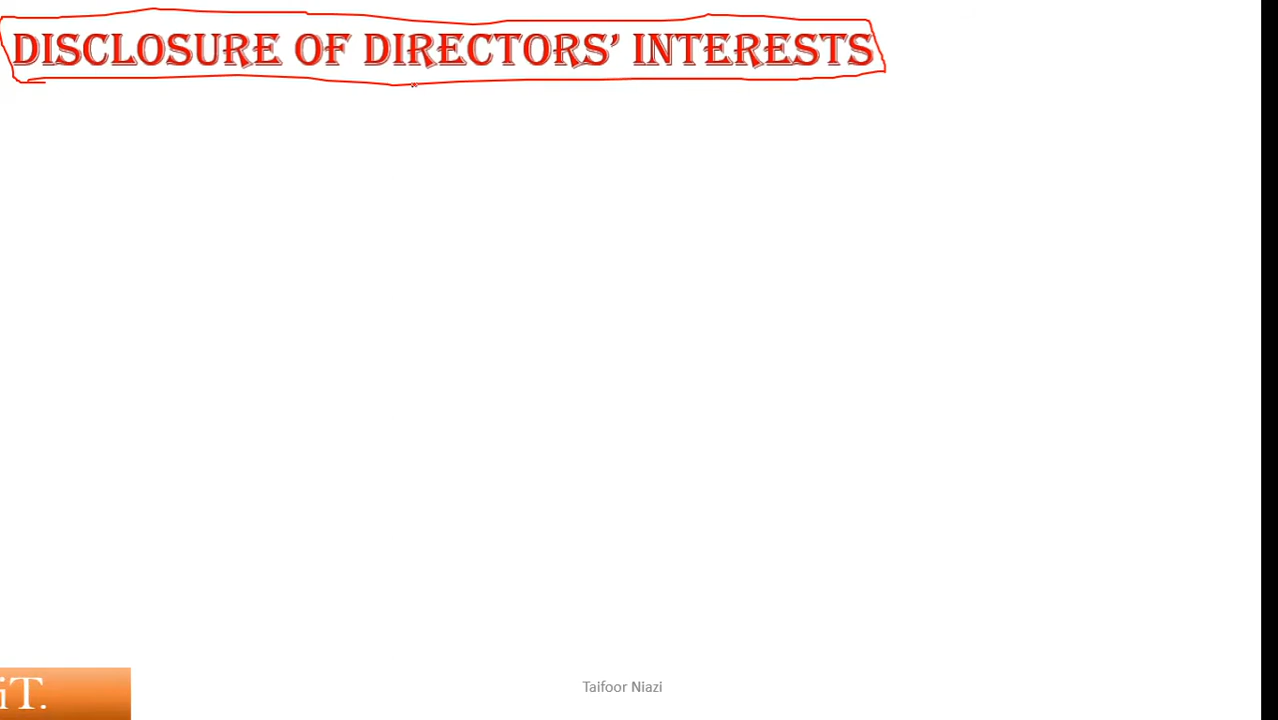 DISCLOSURE OF DIRECTORS’ INTERESTS
iT.
Taifoor Niazi